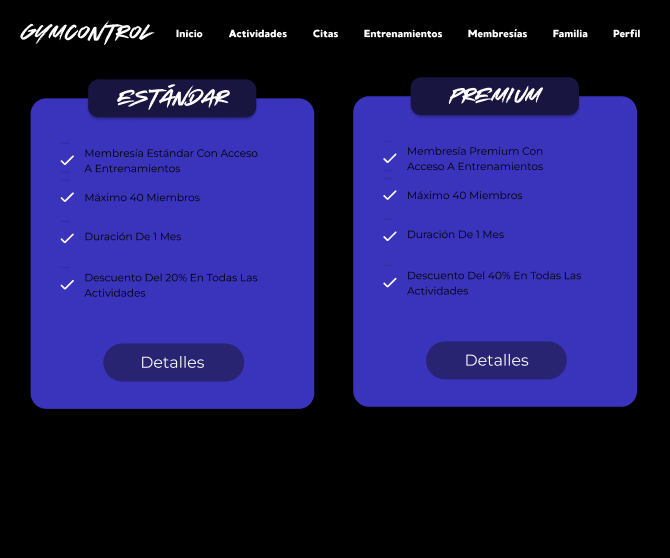 GYMCONTROL Inicio Actividades Citas Entrenamientos Membresías Familia Perfil
ESTÁNDAR
Membresía Estándar Con Acceso
A Entrenamientos
Máximo 40 Miembros
Duración De 1 Mes
Descuento Del 20% En Todas Las
Actividades
Detalles
PREMIUM
Membresía Premium Con
Acceso A Entrenamientos
Máximo 40 Miembros
Duración De 1 Mes
Descuento Del 40% En Todas Las
Actividades
Detalles